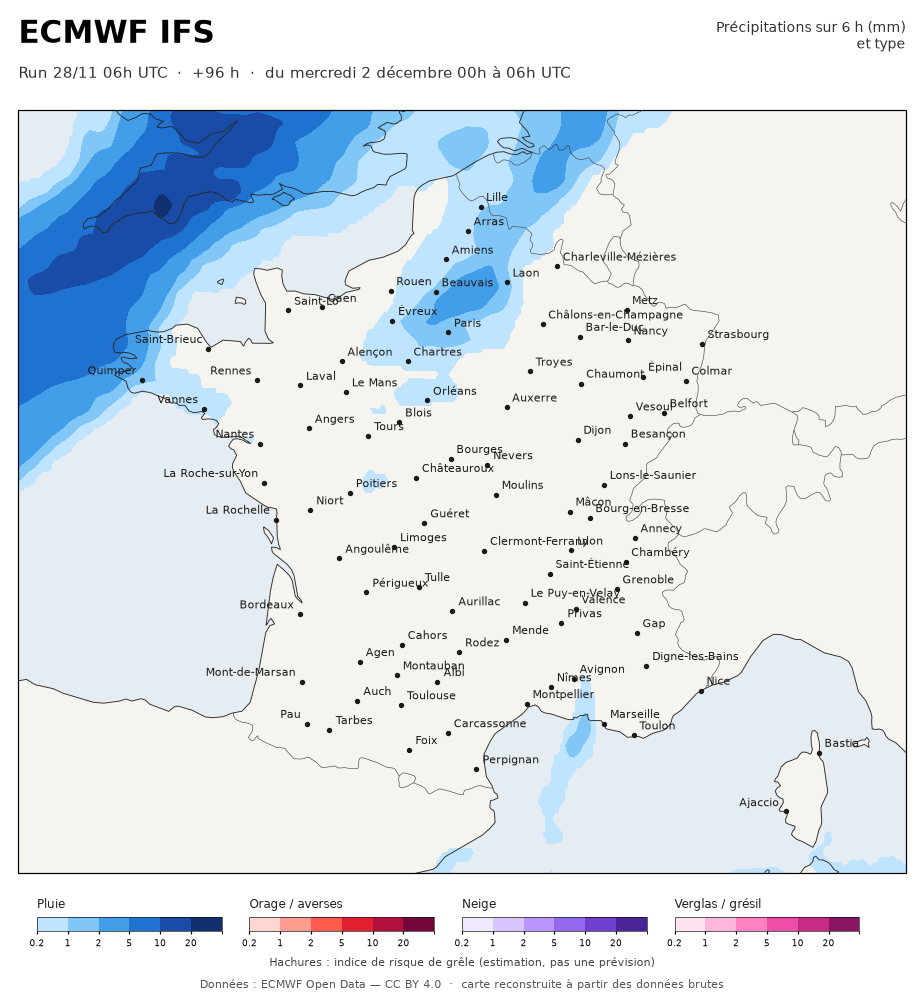 ECMWF IFS
Précipitations sur 6 h (mm)
et type
Run 28/11 06h UTC · +96 h · du mercredi 2 décembre 00h à 06h UTC
Lille
Arras
Amiens
Charleville-Mézières
Laon
Rouen
Beauvais
Saint-Lô
Caen
Metz
Évreux
Châlons-en-Champagne
Paris
Bar-le-Duc
Nancy
Strasbourg
Saint-Brieuc
Alençon
Chartres
Troyes
Épinal
Quimper
Rennes
Laval
Le Mans
Chaumont
Colmar
Vannes
Orléans
Auxerre
Vesoul
Belfort
Blois
Angers
Tours
Nantes
Dijon
Besançon
Bourges
Nevers
La Roche-sur-Yon
Châteauroux
Lons-le-Saunier
Poitiers
Moulins
Niort
La Rochelle
Guéret
Mâcon
Bourg-en-Bresse
Annecy
Limoges
Angoulême
Clermont-Ferrand
Lyon
Chambéry
Saint-Étienne
Périgueux
Tulle
Grenoble
Bordeaux
Aurillac
Le Puy-en-Velay
Valence
Privas
Gap
Cahors
Rodez
Mende
Agen
Digne-les-Bains
Mont-de-Marsan
Montauban
Albi
Nîmes
Avignon
Nice
Auch
Toulouse
Montpellier
Pau
Tarbes
Carcassonne
Marseille
Toulon
Foix
Perpignan
Bastia
Ajaccio
Pluie
0.2 1 2 5 10 20
Orage / averses
0.2 1 2 5 10 20
Neige
0.2 1 2 5 10 20
Verglas / grésil
0.2 1 2 5 10 20
Hachures : indice de risque de grêle (estimation, pas une prévision)
Données : ECMWF Open Data — CC BY 4.0 · carte reconstruite à partir des données brutes